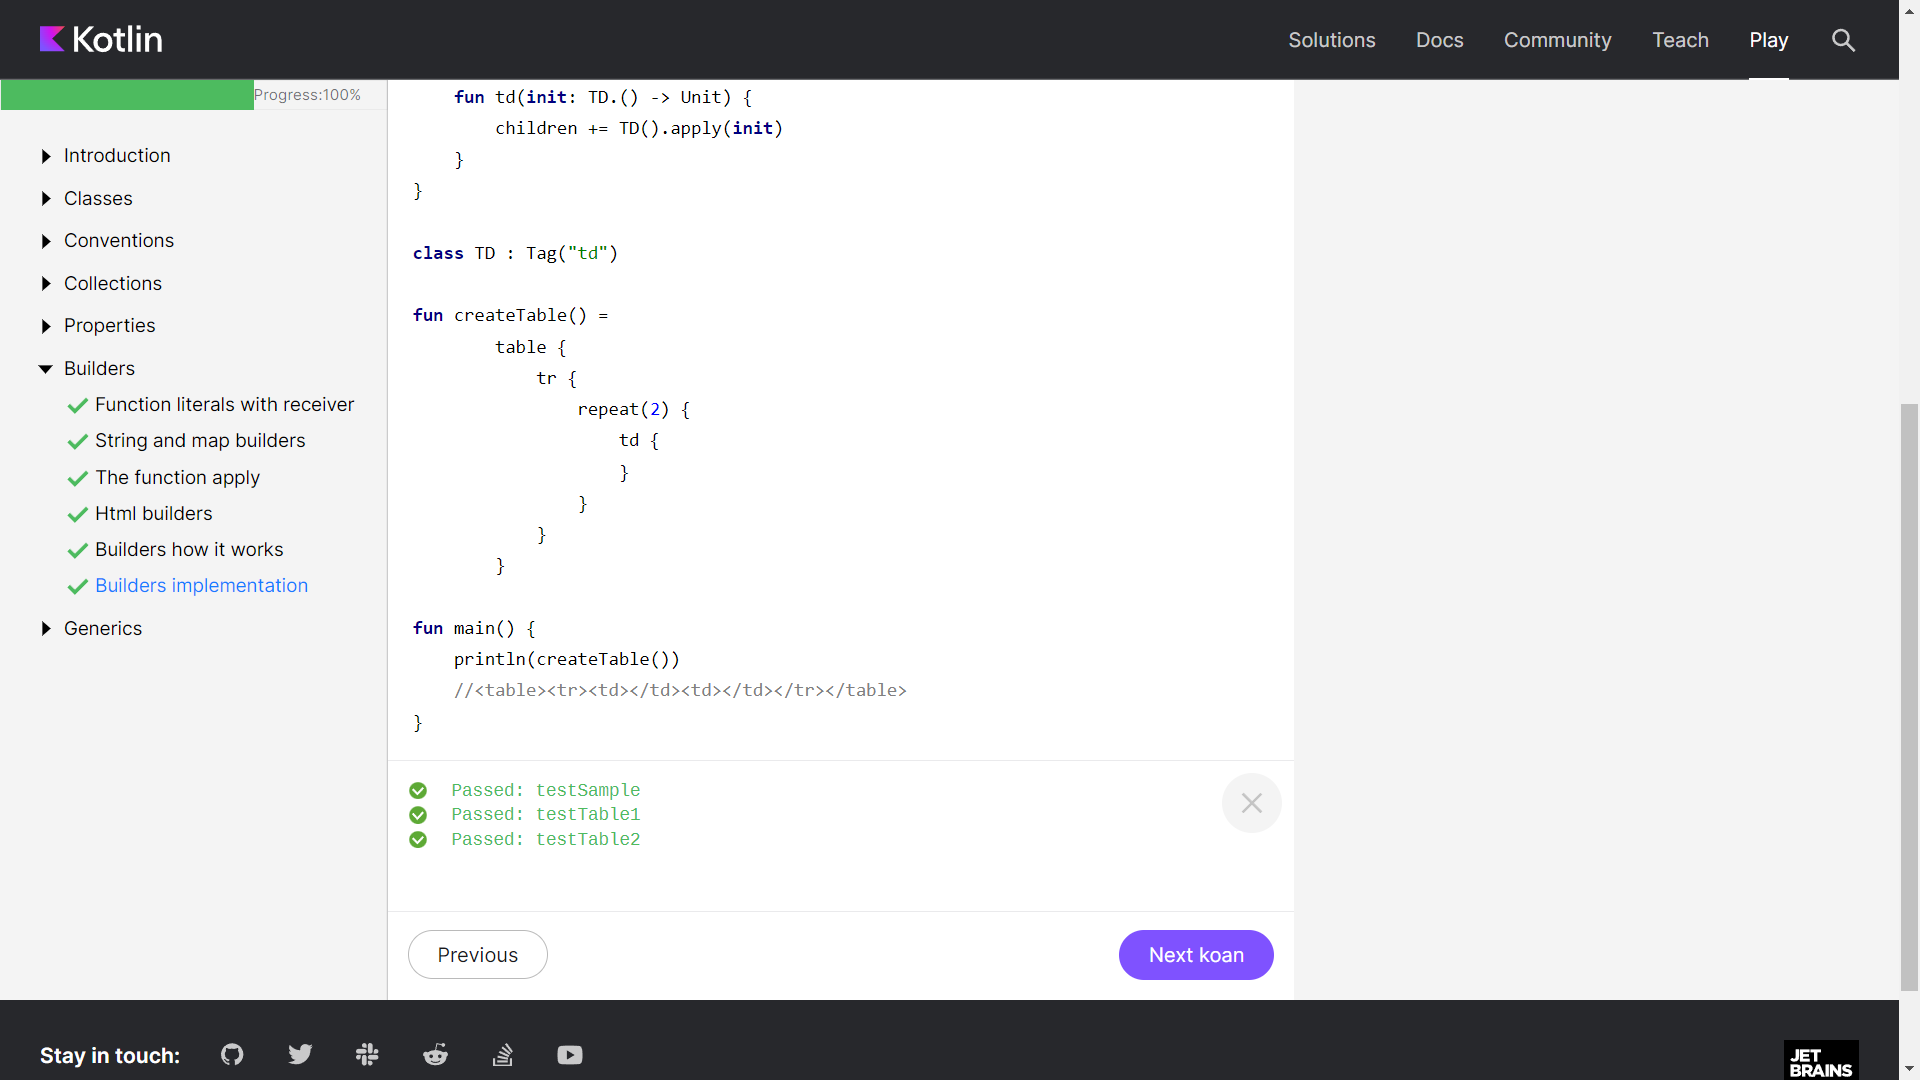 Kotlin
Solutions
Docs
Community
Teach
Play
Progress:100%
Introduction
Classes
Conventions
Collections
Properties
Builders
Function literals with receiver
String and map builders
The function apply
Html builders
Builders how it works
Builders implementation
Generics
    fun td(init: TD.() -> Unit) {
        children += TD().apply(init)
    }
}
class TD : Tag("td")
fun createTable() =
        table {
            tr {
                repeat(2) {
                    td {
                    }
                }
            }
        }
fun main() {
    println(createTable())
    //<table><tr><td></td><td></td></tr></table>
}
Passed: testSample
Passed: testTable1
Passed: testTable2
Previous
Next koan
Stay in touch:
JET
BRAINS